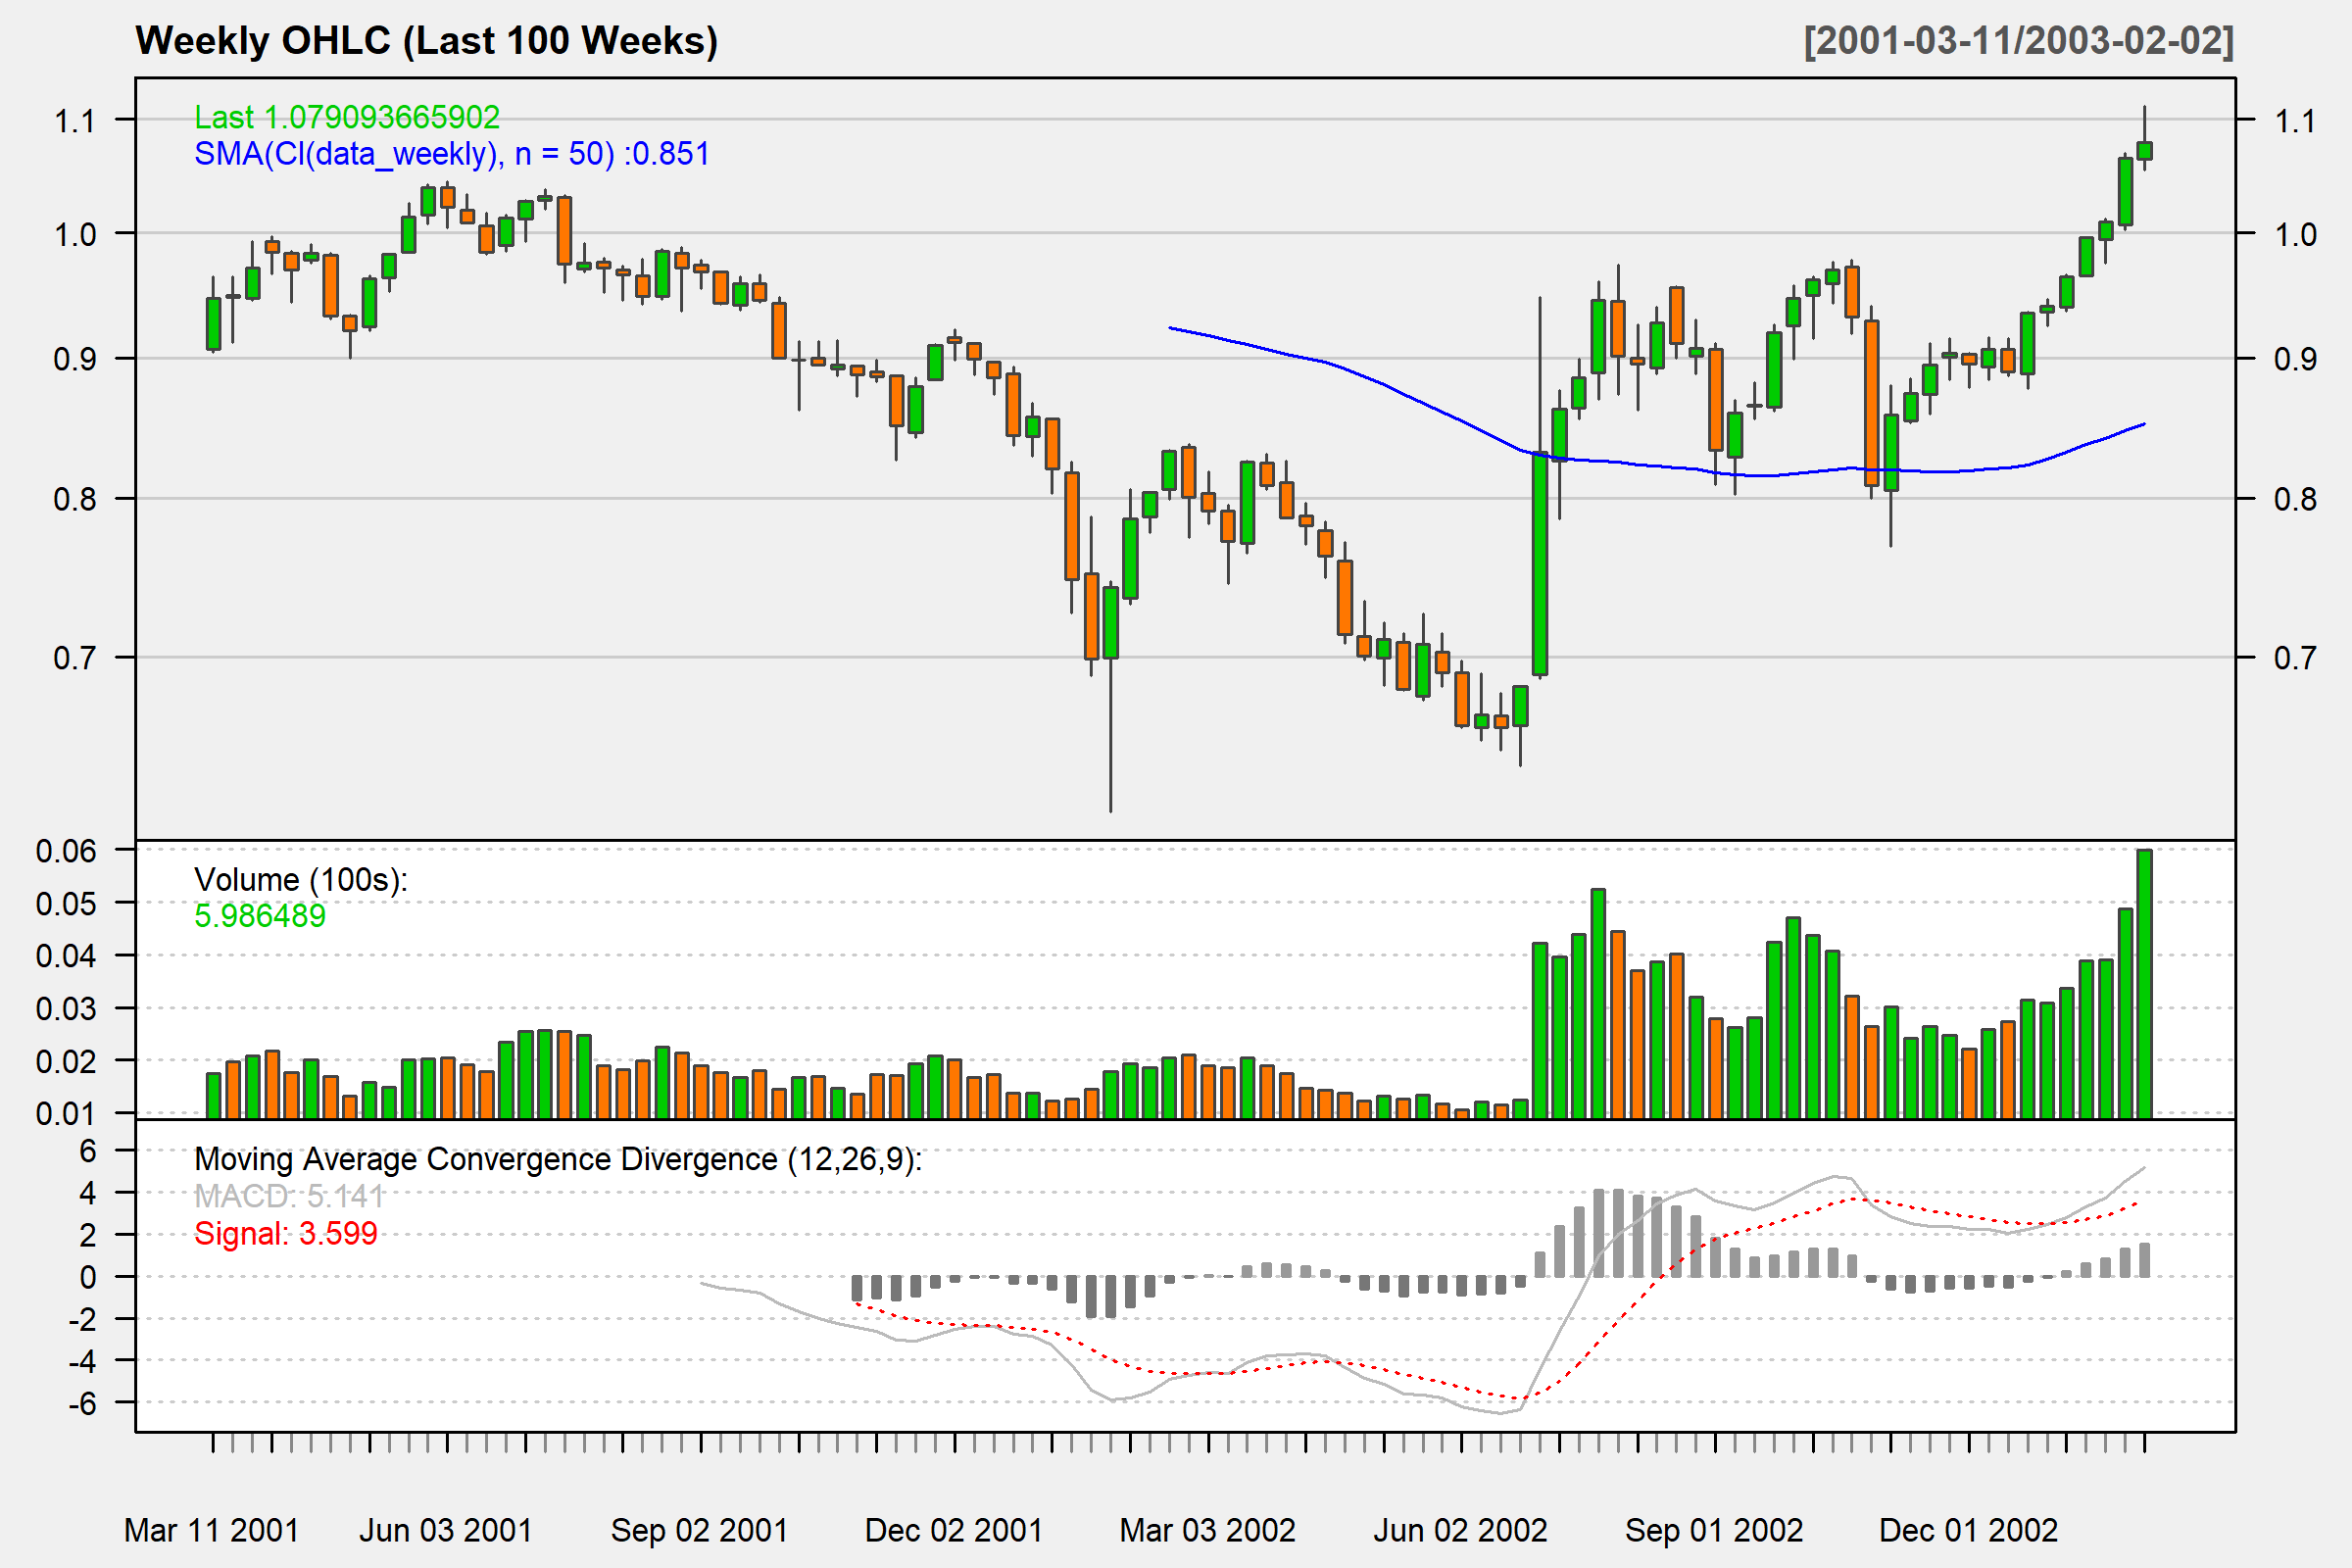 Weekly OHLC (Last 100 Weeks) [2001-03-11/2003-02-02]
Last 1.079093665902
SMA(Cl(data_weekly), n = 50) :0.851
1.1 1.1
1.0 1.0
0.9 0.9
0.8 0.8
0.7 0.7
Volume (100s):
5.986489
0.06
0.05
0.04
0.03
0.02
0.01
Moving Average Convergence Divergence (12,26,9):
MACD: 5.141
Signal: 3.599
6
4
2
0
-2
-4
-6
Mar 11 2001 Jun 03 2001 Sep 02 2001 Dec 02 2001 Mar 03 2002 Jun 02 2002 Sep 01 2002 Dec 01 2002